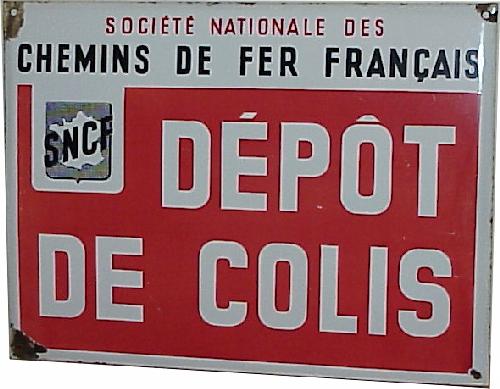 SOCIÉTÉ NATIONALE DES
CHEMINS DE FER FRANÇAIS
SNCF
DÉPÔT
DE COLIS